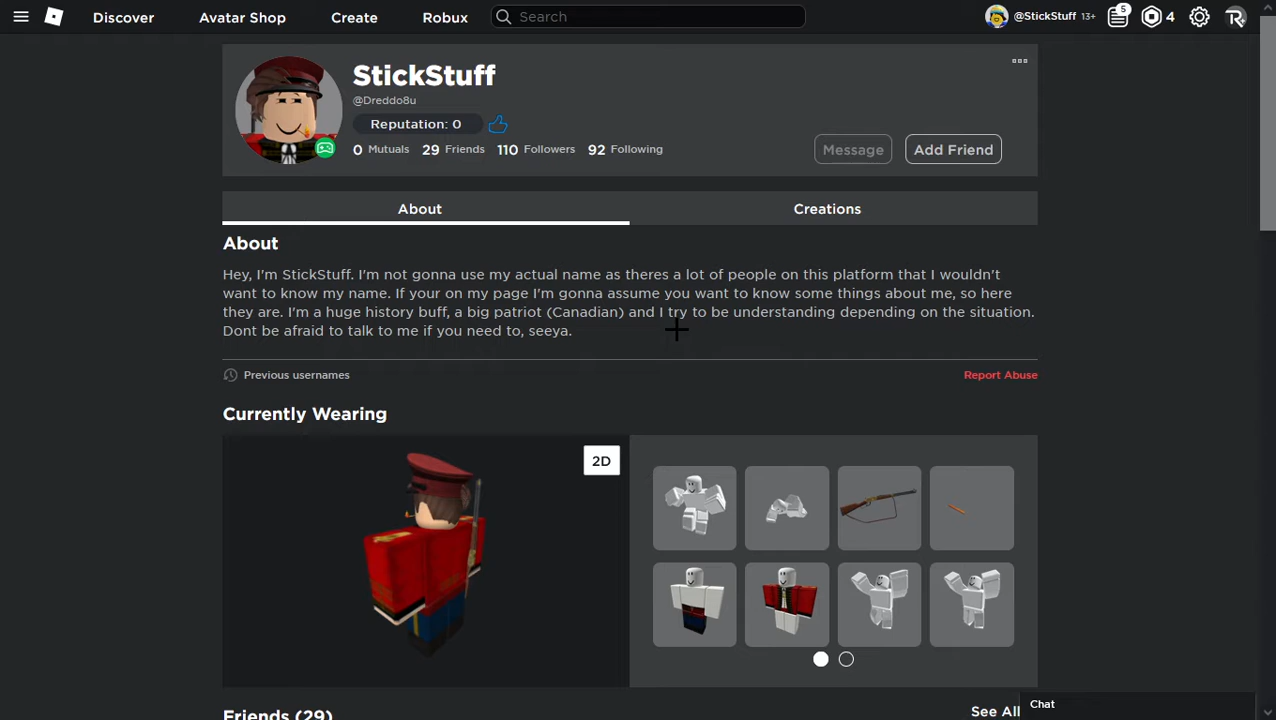 Discover Avatar Shop Create Robux Search @StickStuff 13+ 5 4
StickStuff
@Dreddo8u
Reputation: 0
0 Mutuals 29 Friends 110 Followers 92 Following
Message Add Friend
About Creations
About
Hey, I'm StickStuff. I'm not gonna use my actual name as theres a lot of people on this platform that I wouldn't
want to know my name. If your on my page I'm gonna assume you want to know some things about me, so here
they are. I'm a huge history buff, a big patriot (Canadian) and I try to be understanding depending on the situation.
Dont be afraid to talk to me if you need to, seeya.
Previous usernames Report Abuse
Currently Wearing
2D
Friends (29) See All
Chat